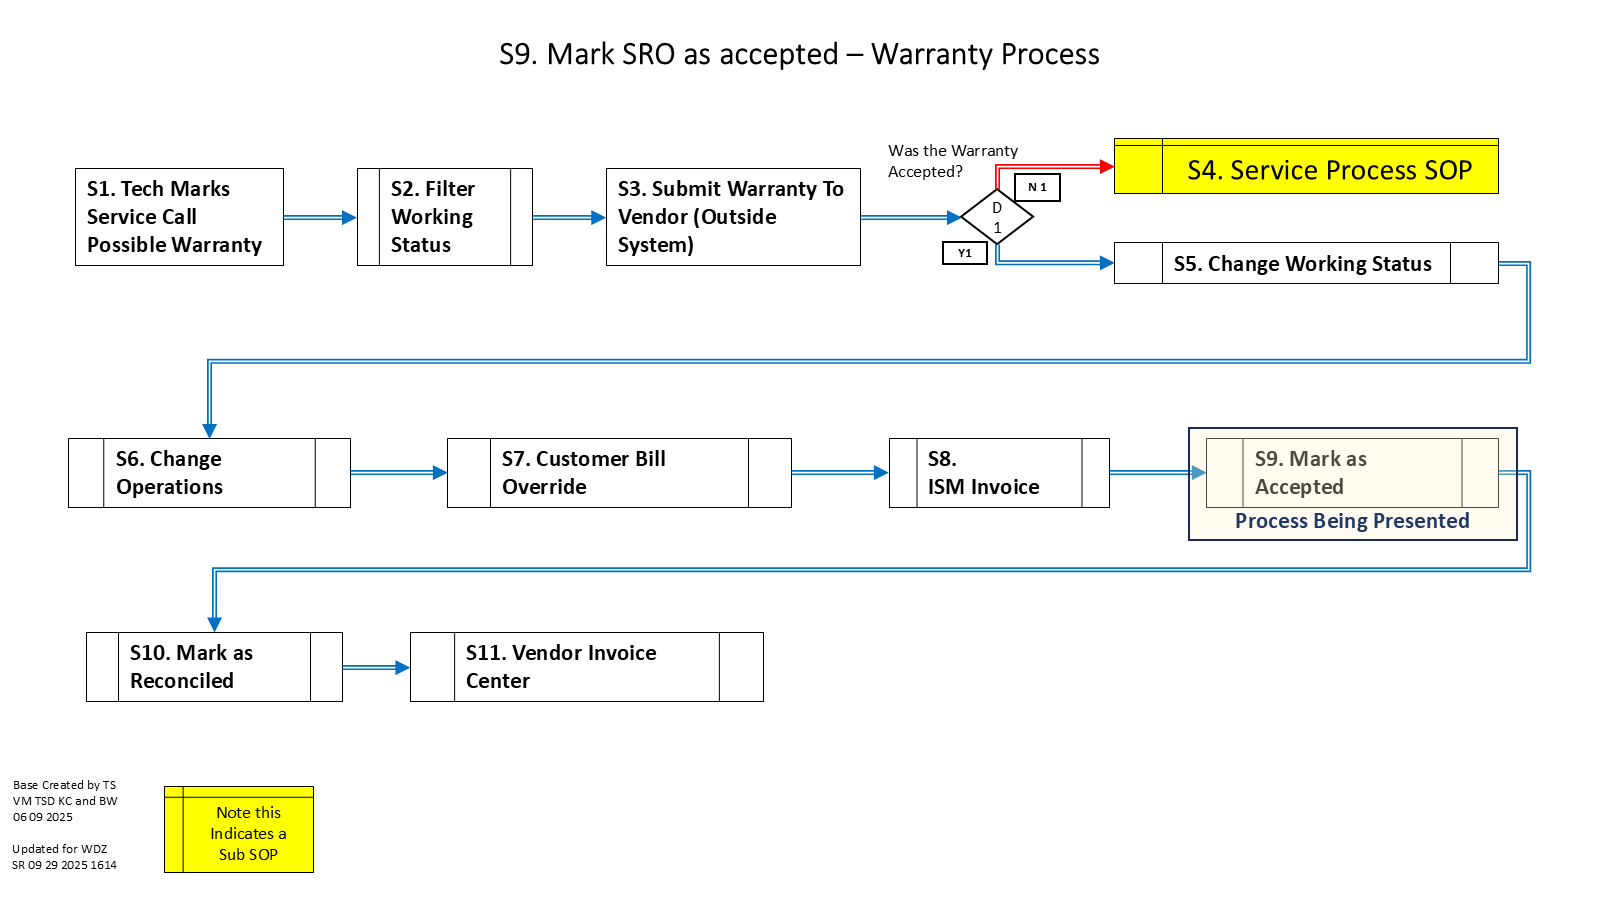 S9. Mark SRO as accepted – Warranty Process
S1. Tech Marks
Service Call
Possible Warranty
S2. Filter
Working
Status
S3. Submit Warranty To
Vendor (Outside
System)
Was the Warranty
Accepted?
D
1
N 1
Y1
S4. Service Process SOP
S5. Change Working Status
S6. Change
Operations
S7. Customer Bill
Override
S8.
ISM Invoice
S9. Mark as
Accepted
Process Being Presented
S10. Mark as
Reconciled
S11. Vendor Invoice
Center
Base Created by TS
VM TSD KC and BW
06 09 2025
Updated for WDZ
SR 09 29 2025 1614
Note this
Indicates a
Sub SOP